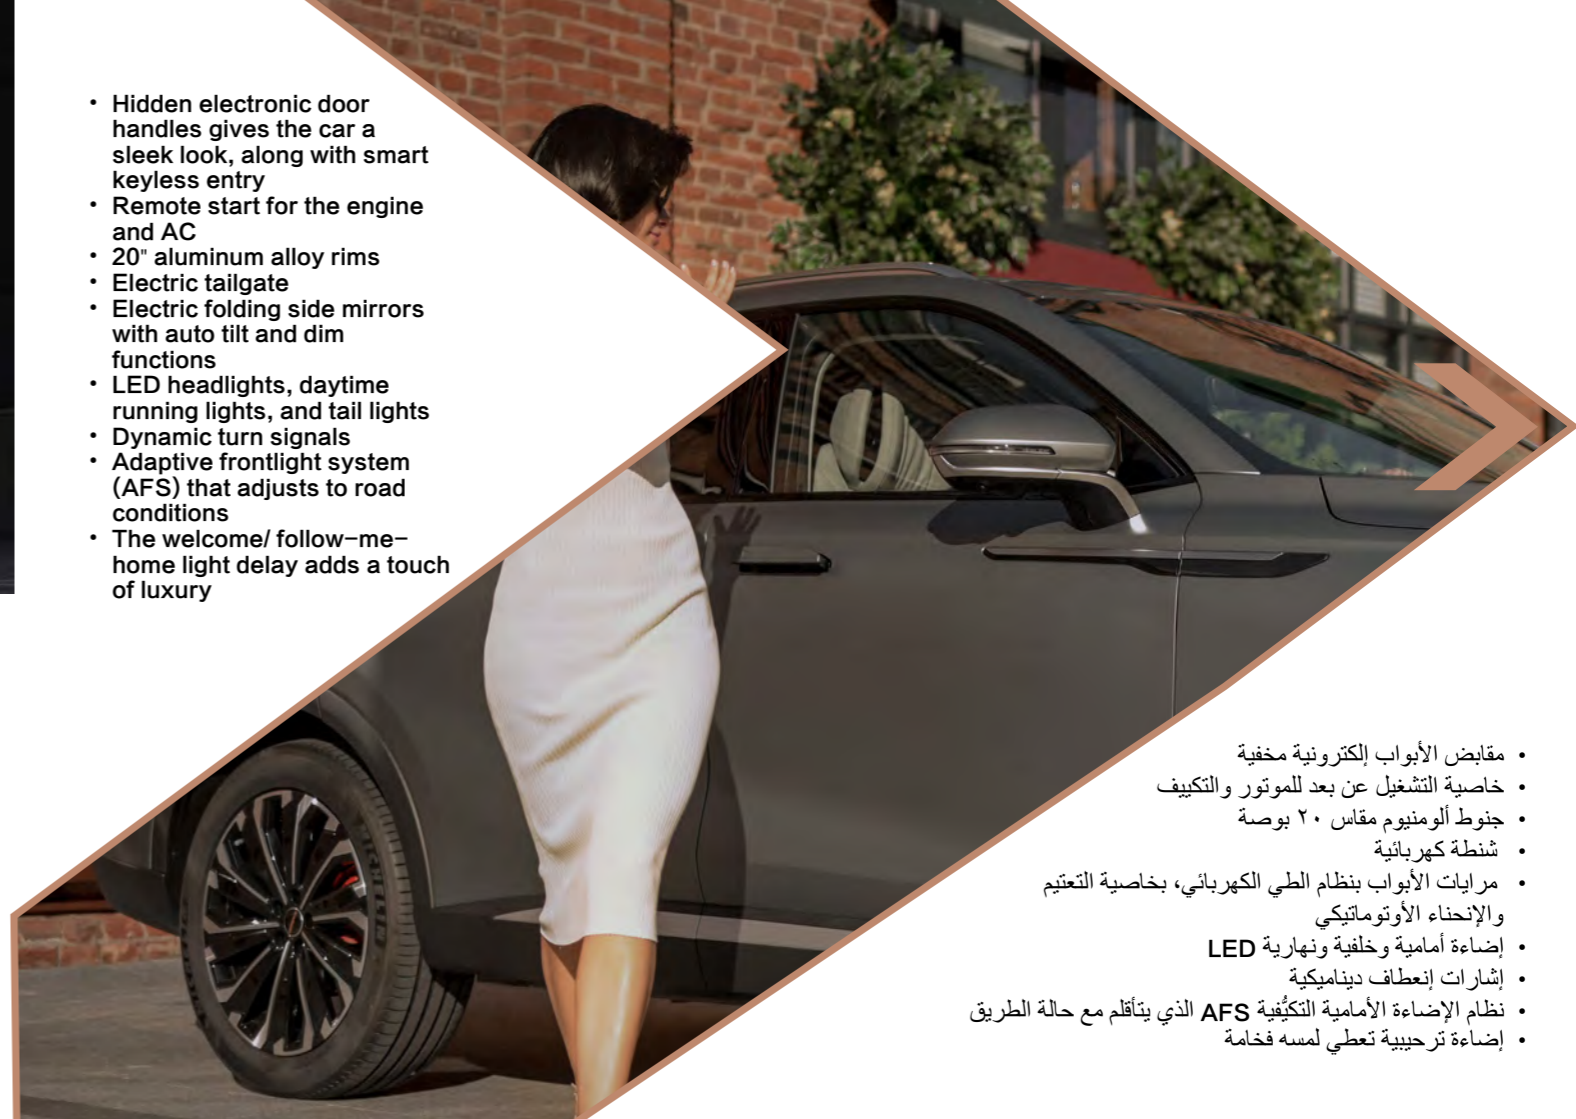 • Hidden electronic door
handles gives the car a
sleek look, along with smart
keyless entry
• Remote start for the engine
and AC
• 20" aluminum alloy rims
• Electric tailgate
• Electric folding side mirrors
with auto tilt and dim
functions
• LED headlights, daytime
running lights, and tail lights
• Dynamic turn signals
• Adaptive frontlight system
(AFS) that adjusts to road
conditions
• The welcome/ follow-me-
home light delay adds a touch
of luxury
• مقابض الأبواب إلكترونية مخفية
• خاصية التشغيل عن بعد للموتور والتكييف
• جنوط ألومنيوم مقاس ٢٠ بوصة
• شنطة كهربائية
• مرايات الأبواب بنظام الطي الكهربائي، بخاصية التعتيم
والإنحناء الأوتوماتيكي
• إضاءة أمامية وخلفية ونهارية LED
• إشارات إنعطاف ديناميكية
• نظام الإضاءة الأمامية التكيُّفية AFS الذي يتأقلم مع حالة الطريق
• إضاءة ترحيبية تعطي لمسه فخامة